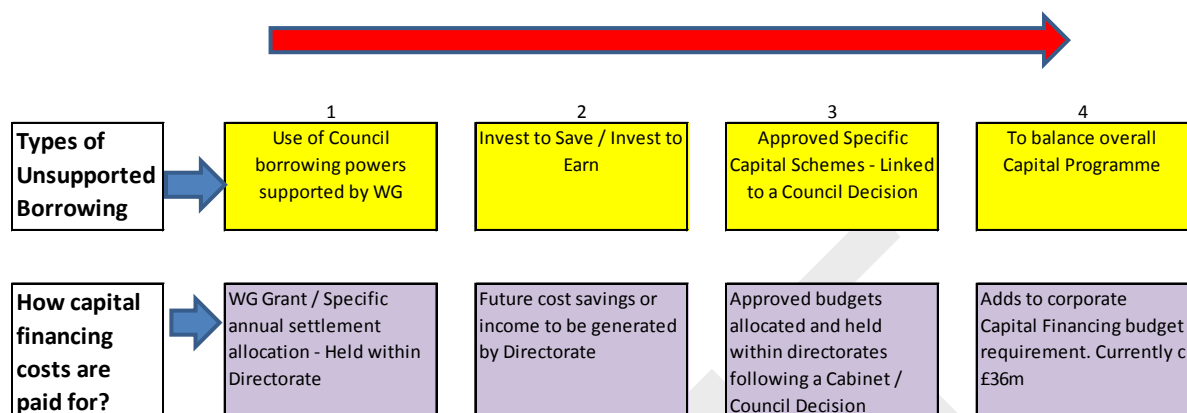 1
2
3
4
Types of
Unsupported
Borrowing
Use of Council
borrowing powers
supported by WG
Invest to Save / Invest to
Earn
Approved Specific
Capital Schemes - Linked
to a Council Decision
To balance overall
Capital Programme
How capital
financing
costs are
paid for?
WG Grant / Specific
annual settlement
allocation - Held within
Directorate
Future cost savings or
income to be generated
by Directorate
Approved budgets
allocated and held
within directorates
following a Cabinet /
Council Decision
Adds to corporate
Capital Financing budget
requirement. Currently c
£36m